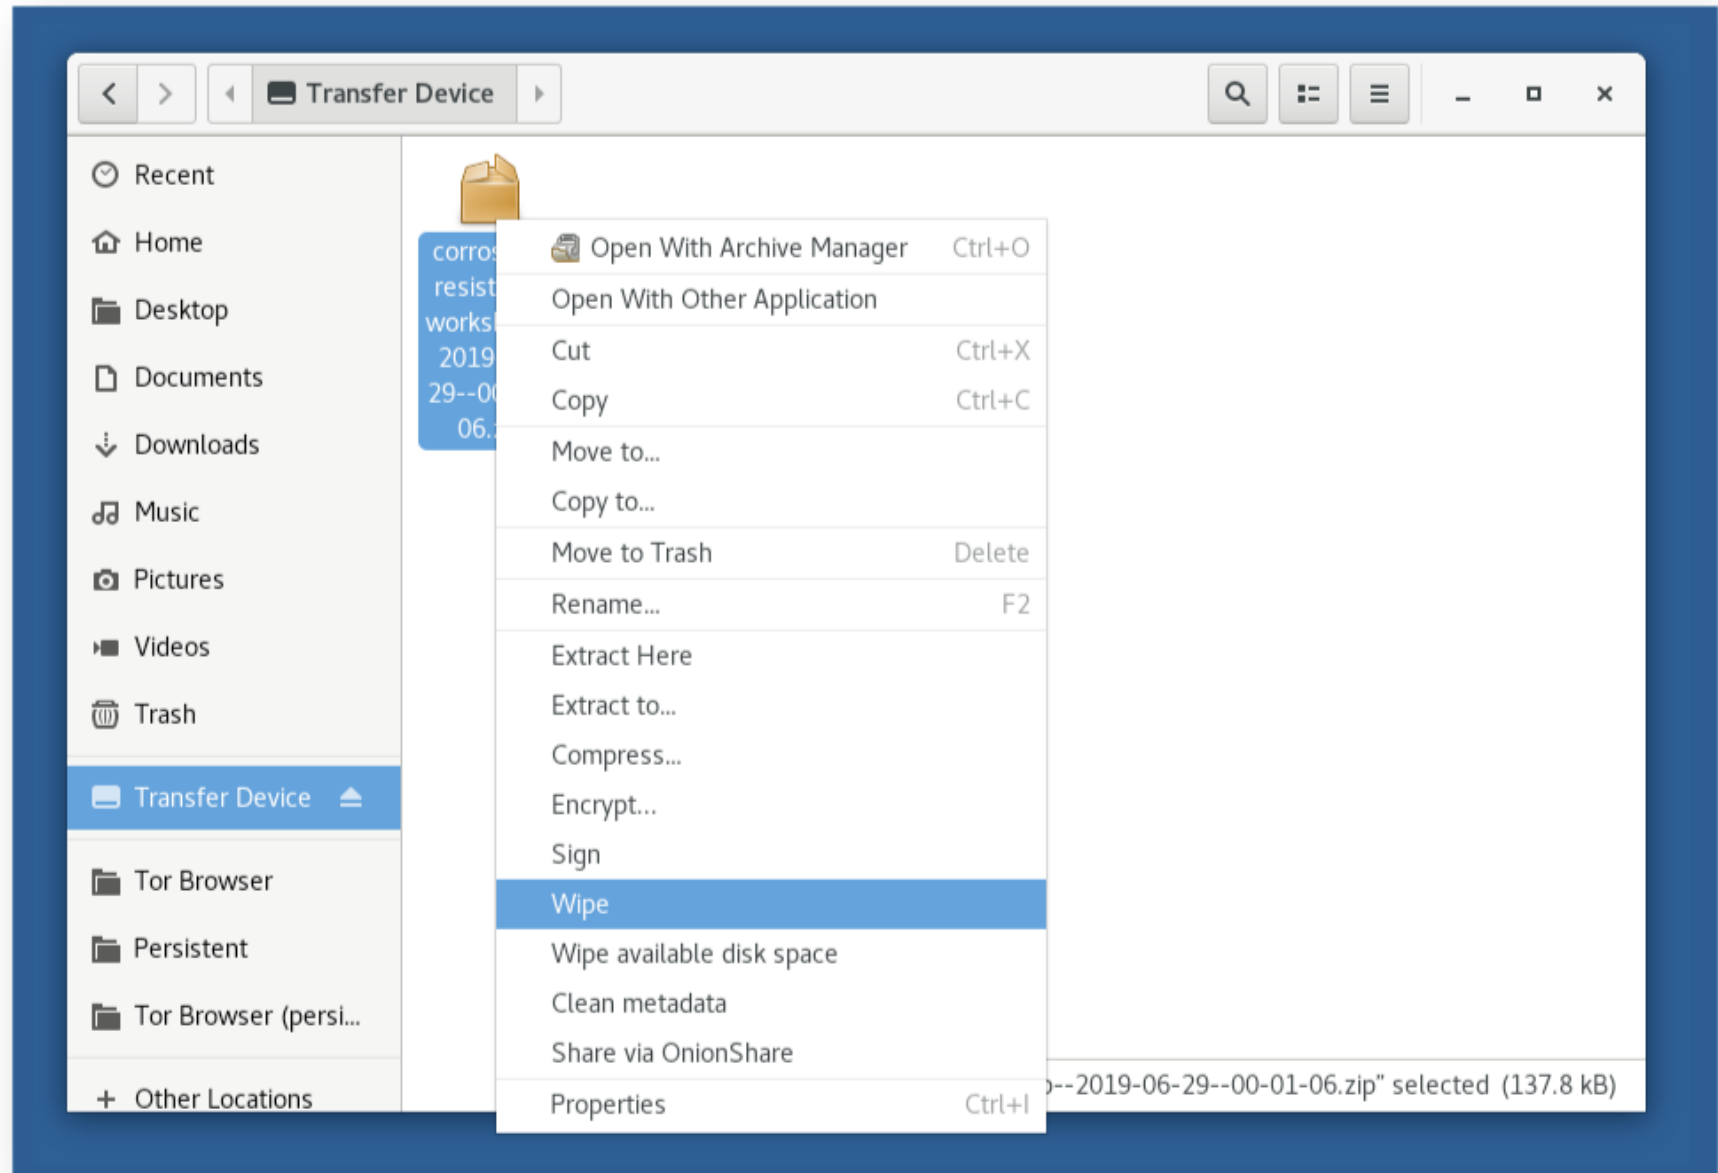 Transfer Device
Recent
Home
Desktop
Documents
Downloads
Music
Pictures
Videos
Trash
Transfer Device
Tor Browser
Persistent
Tor Browser (persi...
+ Other Locations
corros
resist
works
2019
29--00
06.
Open With Archive Manager Ctrl+O
Open With Other Application
Cut Ctrl+X
Copy Ctrl+C
Move to...
Copy to...
Move to Trash Delete
Rename... F2
Extract Here
Extract to...
Compress...
Encrypt...
Sign
Wipe
Wipe available disk space
Clean metadata
Share via OnionShare
Properties Ctrl+I
--2019-06-29--00-01-06.zip" selected (137.8 kB)